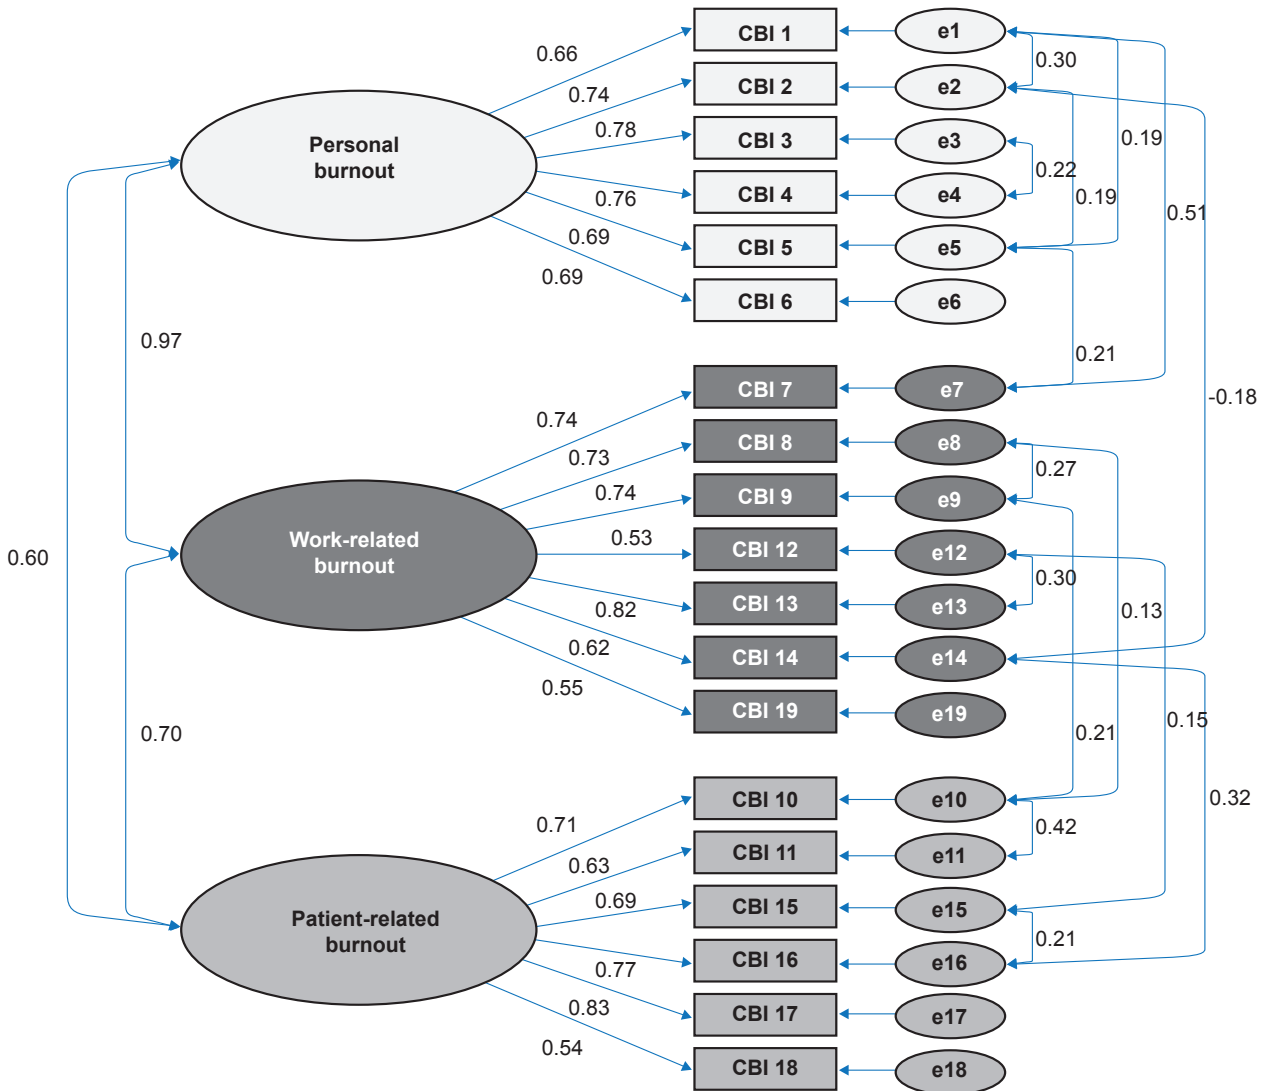 CBI 1
e1
0.66
0.30
CBI 2
e2
0.74
CBI 3
e3
0.78
0.19
Personal
burnout
0.22
CBI 4
e4
0.76
0.19
0.51
0.69
CBI 5
e5
0.69
CBI 6
e6
0.97
0.21
CBI 7
e7
-0.18
0.74
CBI 8
e8
0.73
0.27
0.74
CBI 9
e9
Work-related
burnout
0.53
0.60
CBI 12
e12
0.30
0.82
CBI 13
e13
0.13
0.62
CBI 14
e14
0.55
CBI 19
e19
0.15
0.70
0.21
CBI 10
e10
0.32
0.71
0.42
CBI 11
e11
0.63
0.69
CBI 15
e15
Patient-related
burnout
0.21
CBI 16
e16
0.77
0.83
CBI 17
e17
0.54
CBI 18
e18